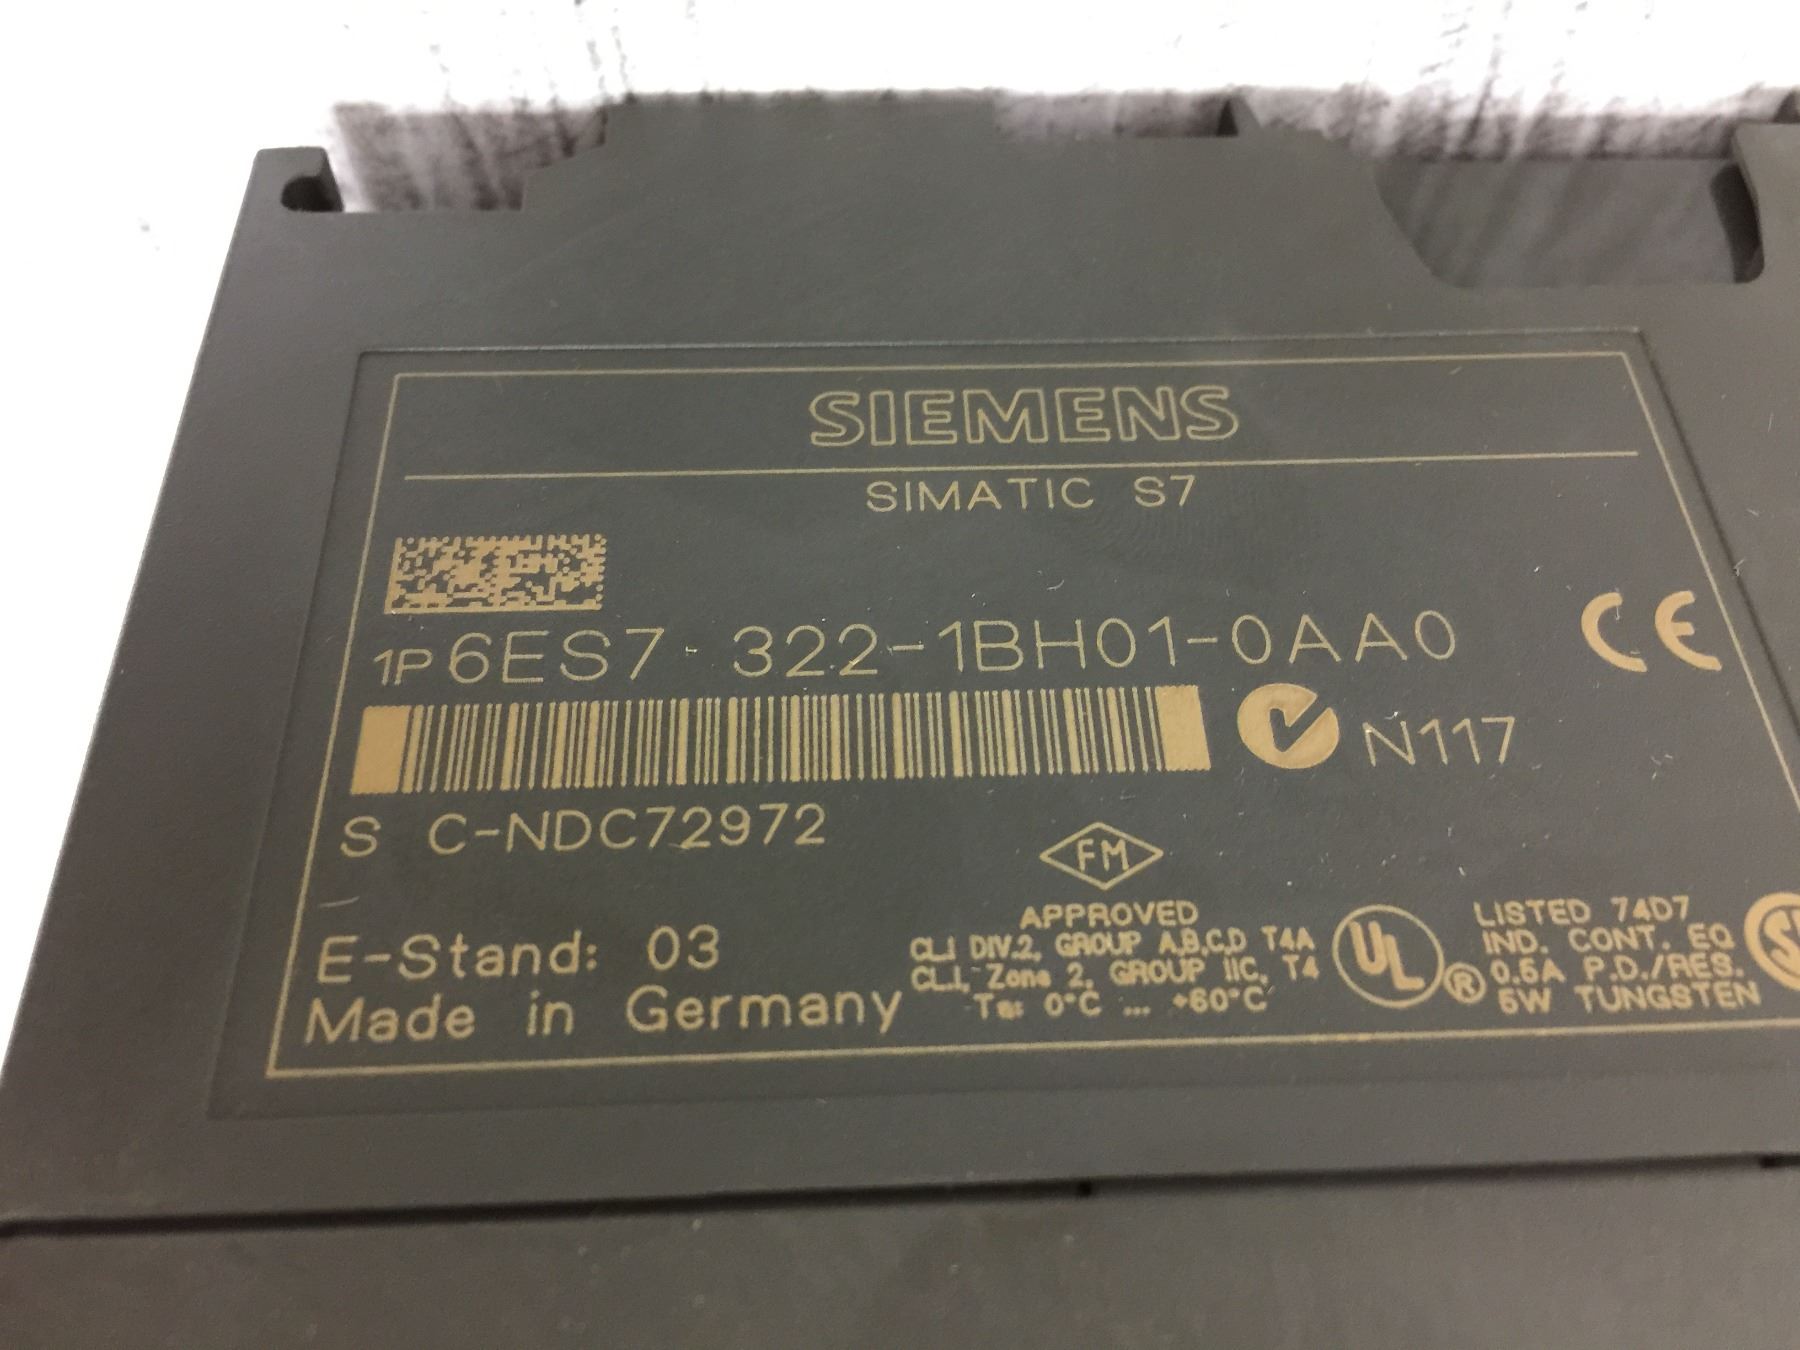 SIEMENS
SIMATIC S7
1P 6ES7 322-1BH01-0AA0
CE
N117
S C-NDC72972
FM
APPROVED
CL.I DIV.2, GROUP A,B,C,D T4A
CL.I, Zone 2, GROUP IIC, T4
Ta: 0°C ... +60°C
UL ®
LISTED 74D7
IND. CONT. EQ
0.5A P.D./RES.
5W TUNGSTEN
E-Stand: 03
Made in Germany